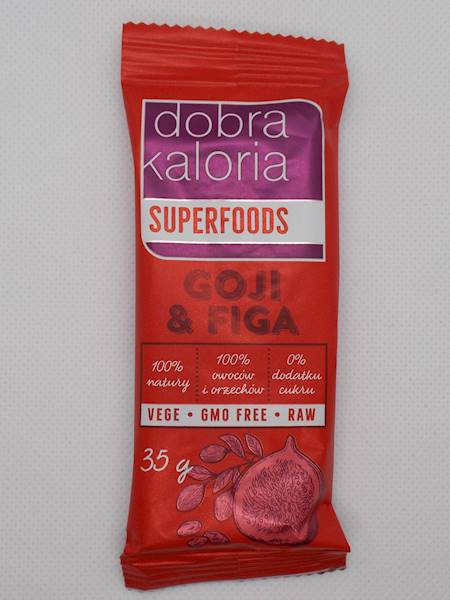 dobra
kaloria
SUPERFOODS
GOJI
& FIGA
100%
natury
100%
owoców
i orzechów
0%
dodatku
cukru
VEGE • GMO FREE • RAW
35 g